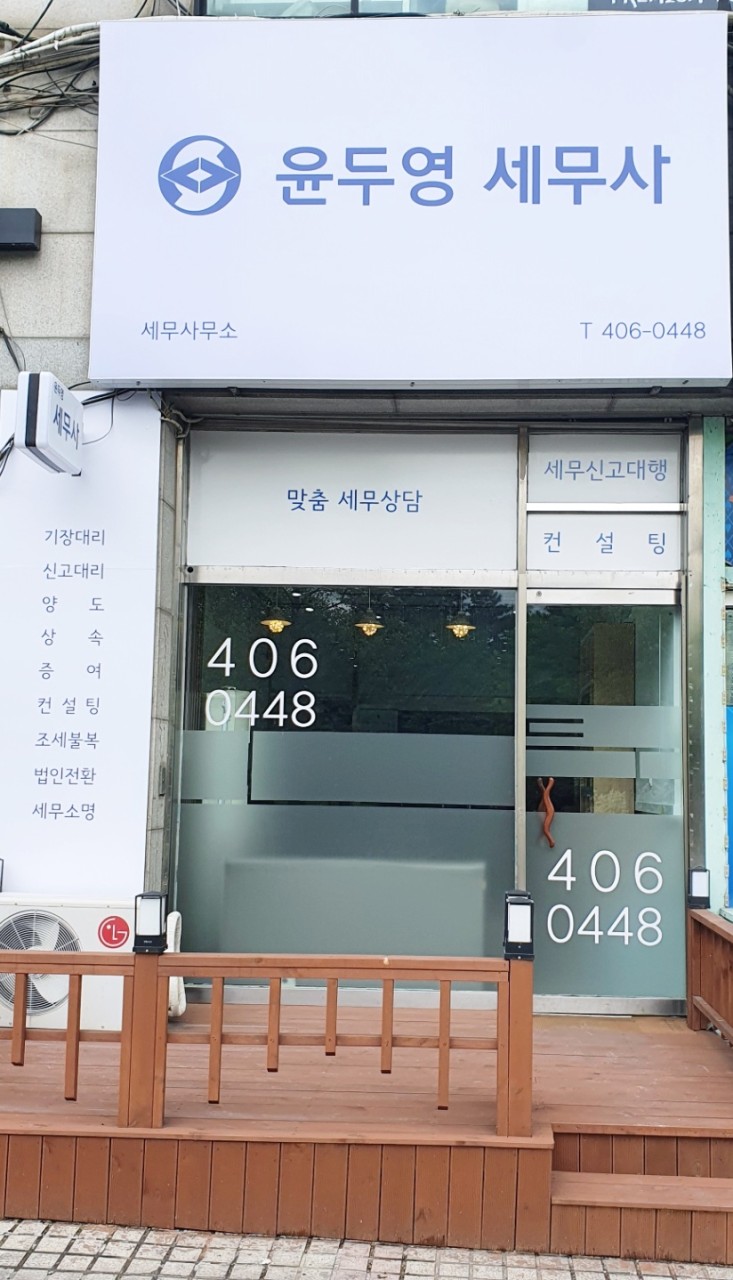 윤두영 세무사
세무사무소
T 406-0448
윤두영
세무사
맞춤 세무상담
세무신고대행
컨 설 팅
기장대리
신고대리
양 도
상 속
증 여
컨 설 팅
조세불복
법인전환
세무소명
406
0448
406
0448
LG